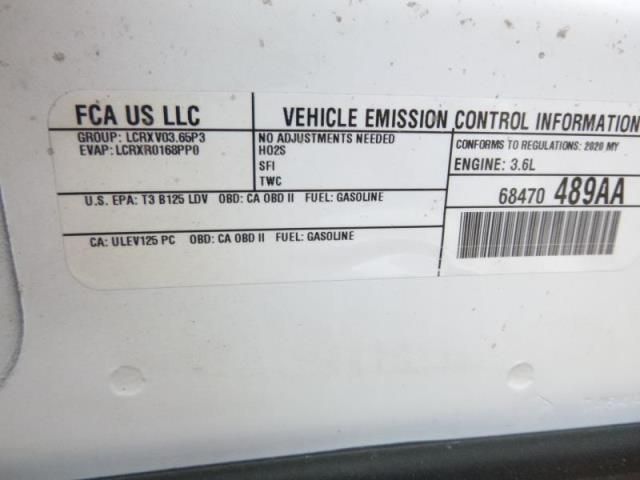 FCA US LLC
VEHICLE EMISSION CONTROL INFORMATION
GROUP: LCRXV03.65P3
EVAP: LCRXR0168PP0
NO ADJUSTMENTS NEEDED
HO2S
SFI
TWC
CONFORMS TO REGULATIONS: 2020 MY
ENGINE: 3.6L
U.S. EPA: T3 B125 LDV OBD: CA OBD II FUEL: GASOLINE
68470 489AA
CA: ULEV125 PC OBD: CA OBD II FUEL: GASOLINE